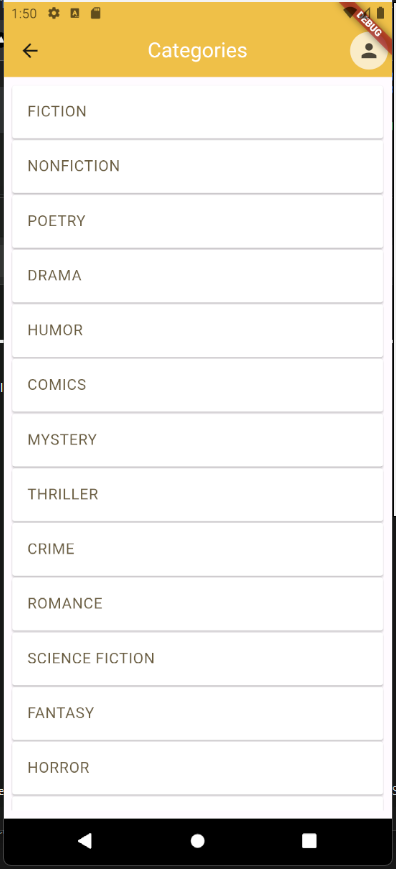 1:50
DEBUG
Categories
FICTION
NONFICTION
POETRY
DRAMA
HUMOR
COMICS
MYSTERY
THRILLER
CRIME
ROMANCE
SCIENCE FICTION
FANTASY
HORROR